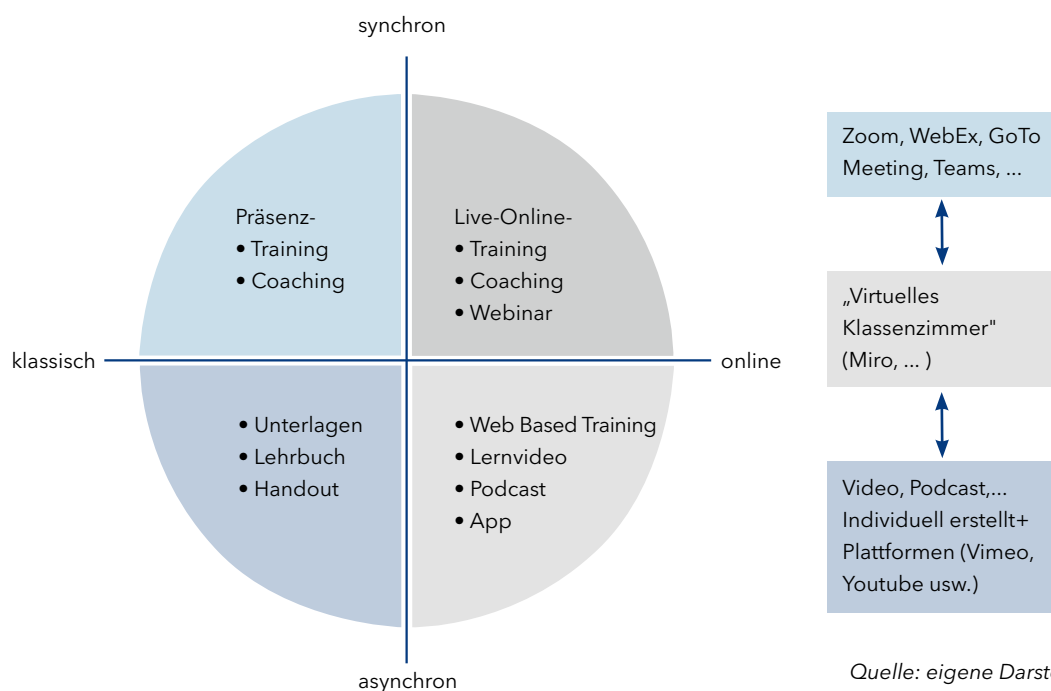 synchron
Präsenz-
• Training
• Coaching
Live-Online-
• Training
• Coaching
• Webinar
klassisch
online
• Unterlagen
• Lehrbuch
• Handout
• Web Based Training
• Lernvideo
• Podcast
• App
asynchron
Zoom, WebEx, GoTo
Meeting, Teams, ...
„Virtuelles
Klassenzimmer"
(Miro, ... )
Video, Podcast,...
Individuell erstellt+
Plattformen (Vimeo,
Youtube usw.)
Quelle: eigene Darst